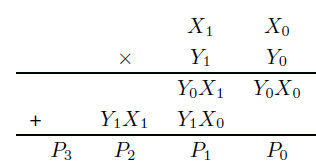 X₁ X₀
× Y₁ Y₀
Y₀X₁ Y₀X₀
+ Y₁X₁ Y₁X₀
P₃ P₂ P₁ P₀